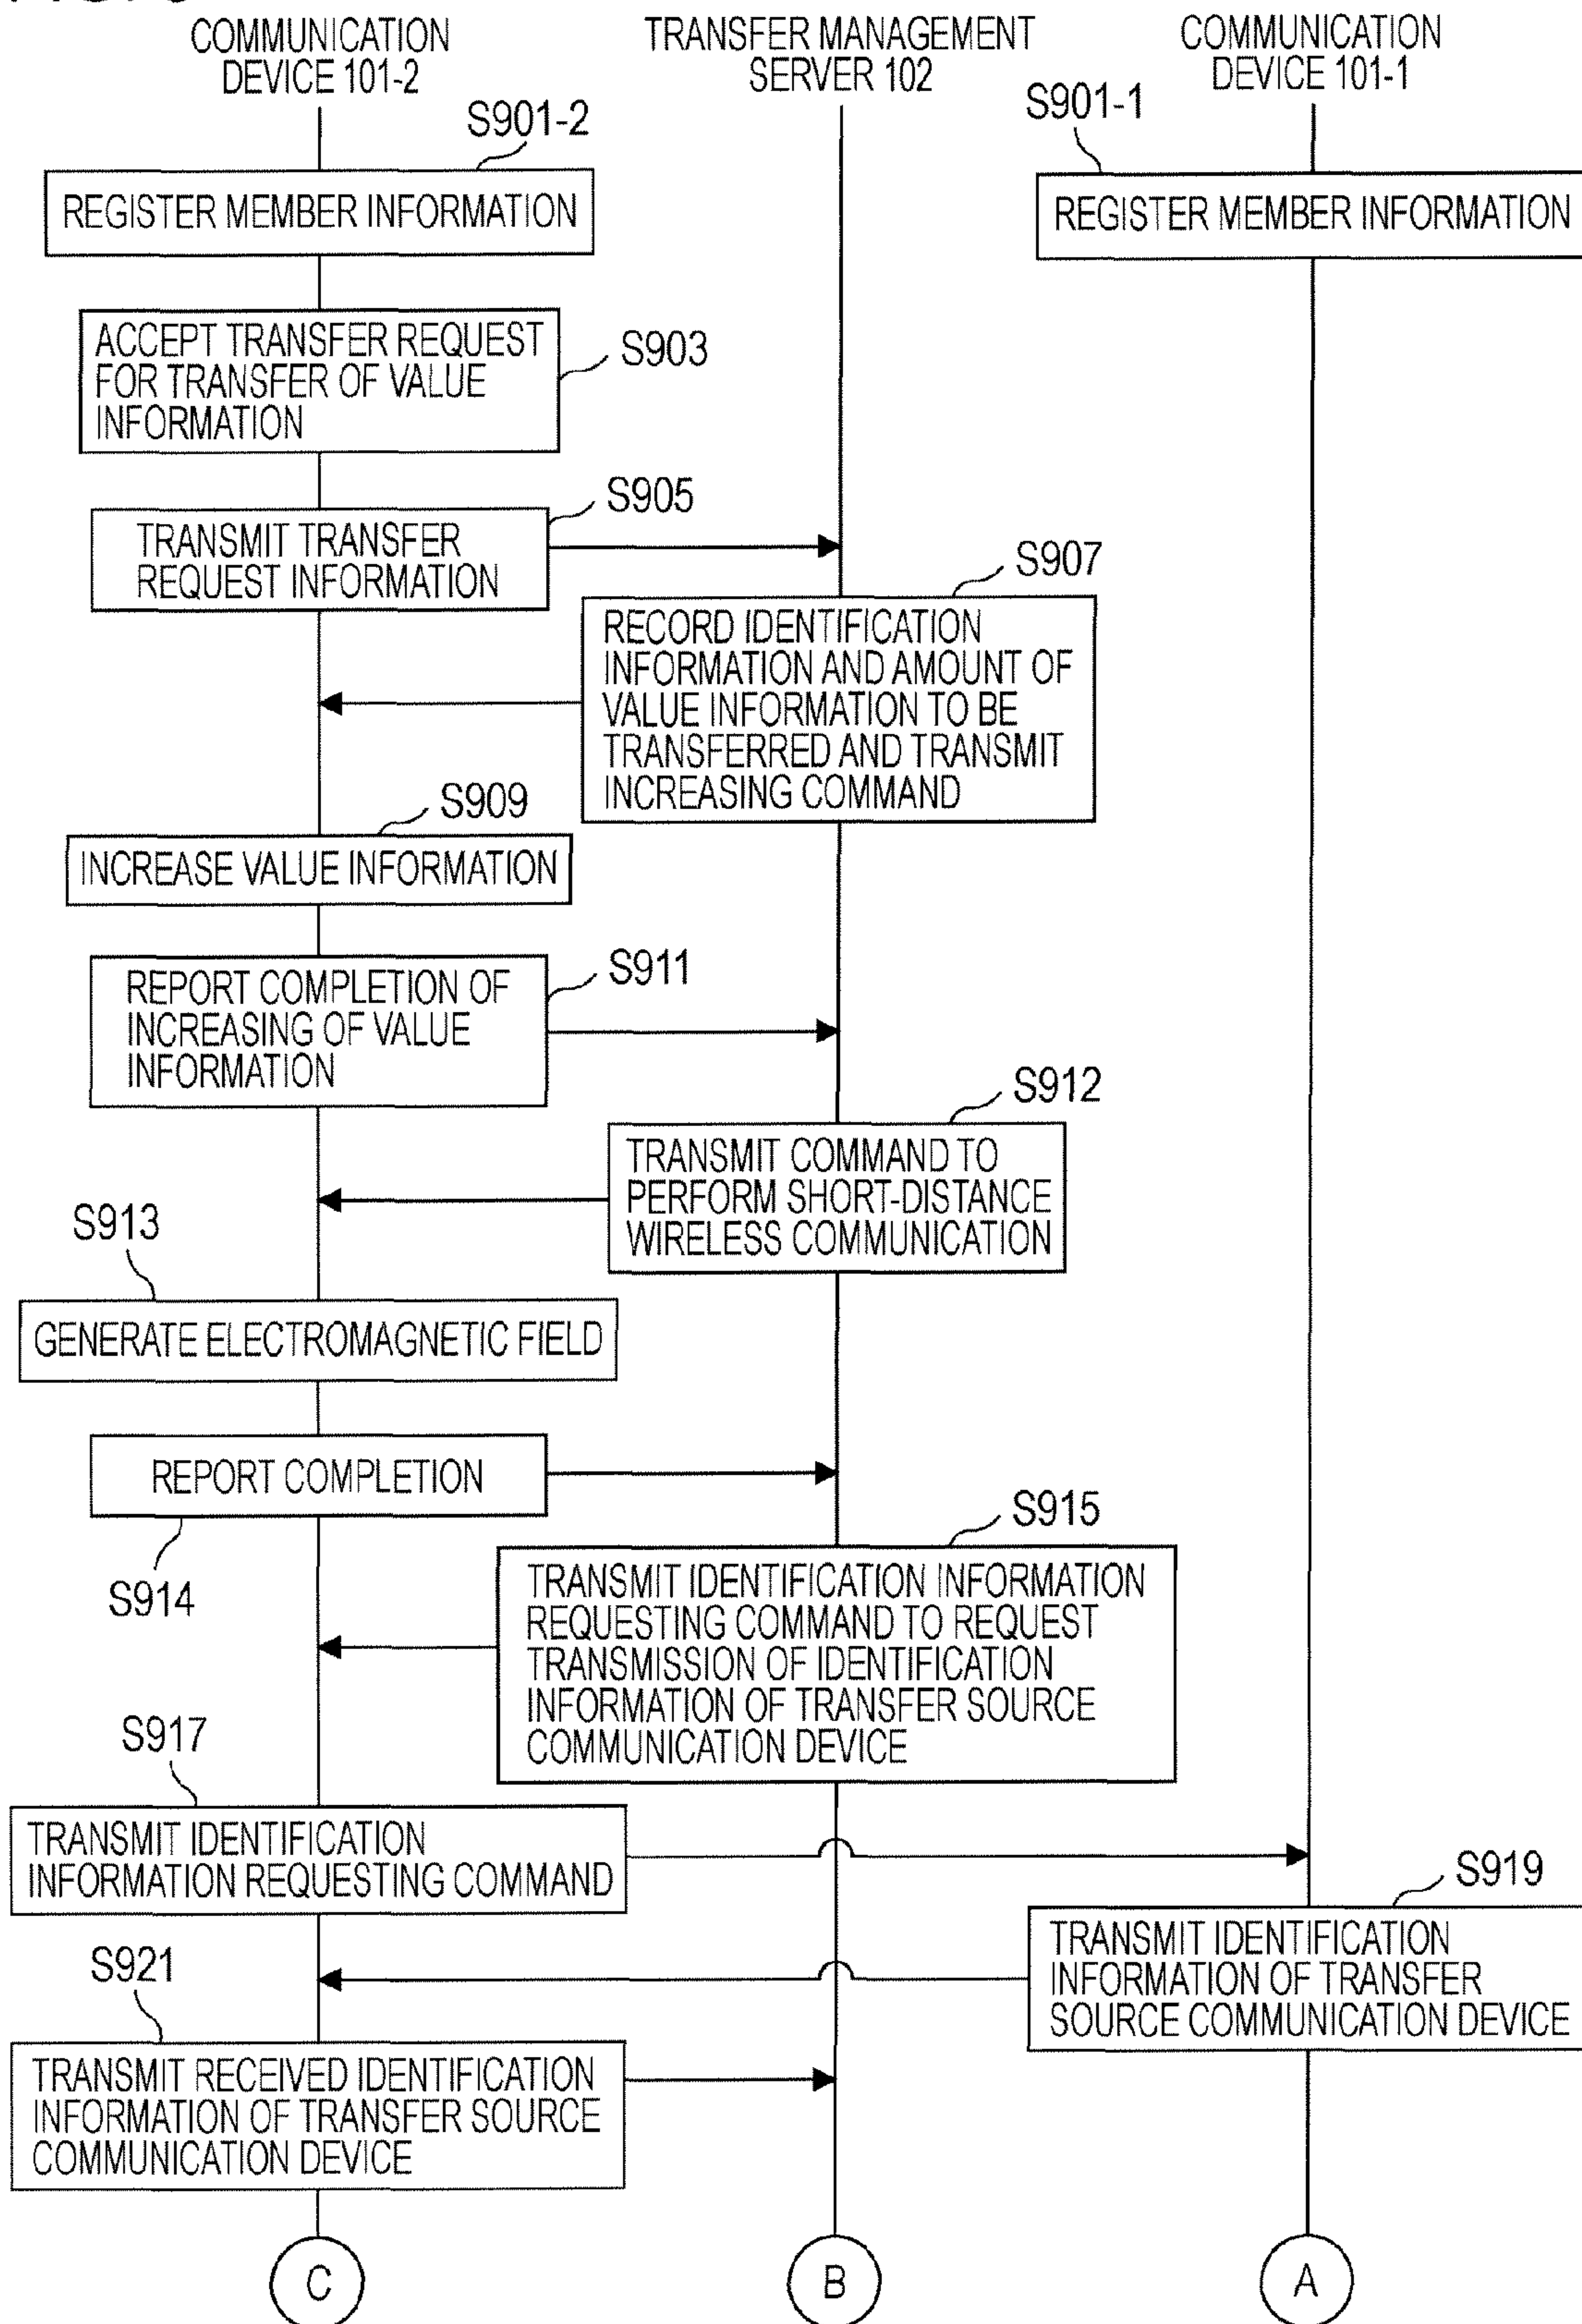 COMMUNICATION
DEVICE 101-2
TRANSFER MANAGEMENT
SERVER 102
COMMUNICATION
DEVICE 101-1
S901-2
S901-1
REGISTER MEMBER INFORMATION
REGISTER MEMBER INFORMATION
ACCEPT TRANSFER REQUEST
FOR TRANSFER OF VALUE
INFORMATION
S903
S905
TRANSMIT TRANSFER
REQUEST INFORMATION
S907
RECORD IDENTIFICATION
INFORMATION AND AMOUNT OF
VALUE INFORMATION TO BE
TRANSFERRED AND TRANSMIT
INCREASING COMMAND
S909
INCREASE VALUE INFORMATION
S911
REPORT COMPLETION OF
INCREASING OF VALUE
INFORMATION
S912
TRANSMIT COMMAND TO
PERFORM SHORT-DISTANCE
WIRELESS COMMUNICATION
S913
GENERATE ELECTROMAGNETIC FIELD
REPORT COMPLETION
S914
S915
TRANSMIT IDENTIFICATION INFORMATION
REQUESTING COMMAND TO REQUEST
TRANSMISSION OF IDENTIFICATION
INFORMATION OF TRANSFER SOURCE
COMMUNICATION DEVICE
S917
TRANSMIT IDENTIFICATION
INFORMATION REQUESTING COMMAND
S919
TRANSMIT IDENTIFICATION
INFORMATION OF TRANSFER
SOURCE COMMUNICATION DEVICE
S921
TRANSMIT RECEIVED IDENTIFICATION
INFORMATION OF TRANSFER SOURCE
COMMUNICATION DEVICE
C
B
A